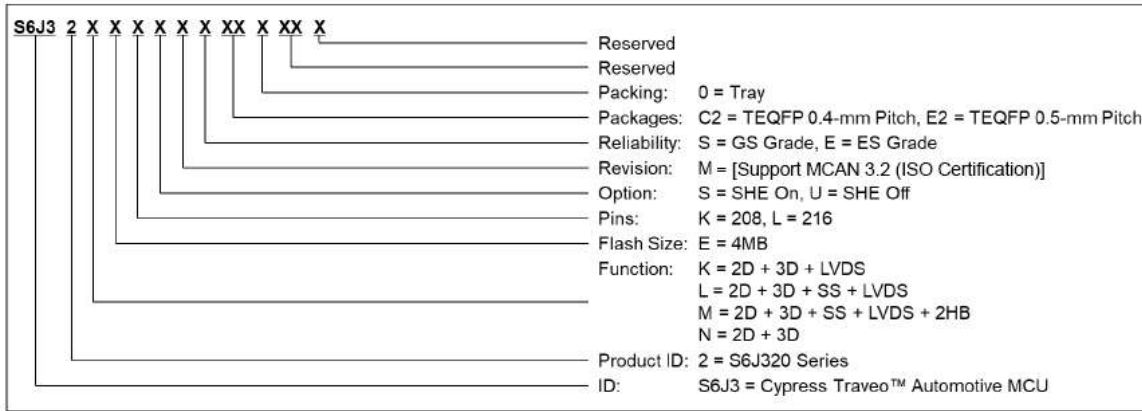 S6J3 2 X X X X X X XX X XX X
Reserved
Reserved
Packing: 0 = Tray
Packages: C2 = TEQFP 0.4-mm Pitch, E2 = TEQFP 0.5-mm Pitch
Reliability: S = GS Grade, E = ES Grade
Revision: M = [Support MCAN 3.2 (ISO Certification)]
Option: S = SHE On, U = SHE Off
Pins: K = 208, L = 216
Flash Size: E = 4MB
Function: K = 2D + 3D + LVDS
L = 2D + 3D + SS + LVDS
M = 2D + 3D + SS + LVDS + 2HB
N = 2D + 3D
Product ID: 2 = S6J320 Series
ID: S6J3 = Cypress Traveo™ Automotive MCU